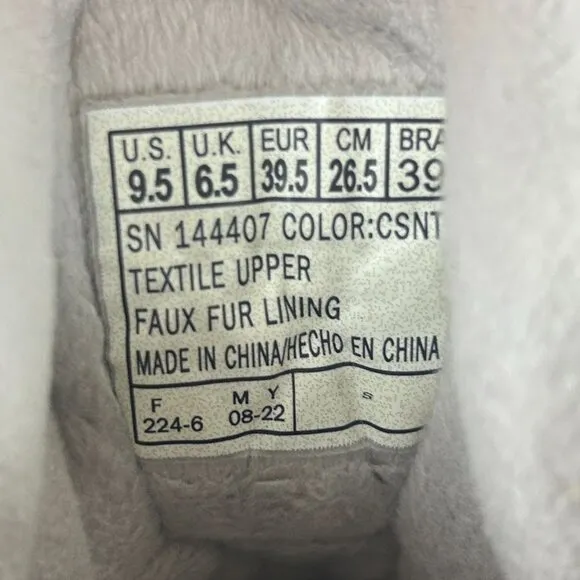 U.S. U.K. EUR CM BRA
9.5 6.5 39.5 26.5 39
SN 144407 COLOR:CSNT
TEXTILE UPPER
FAUX FUR LINING
MADE IN CHINA/HECHO EN CHINA
F M Y S
224-6 08-22